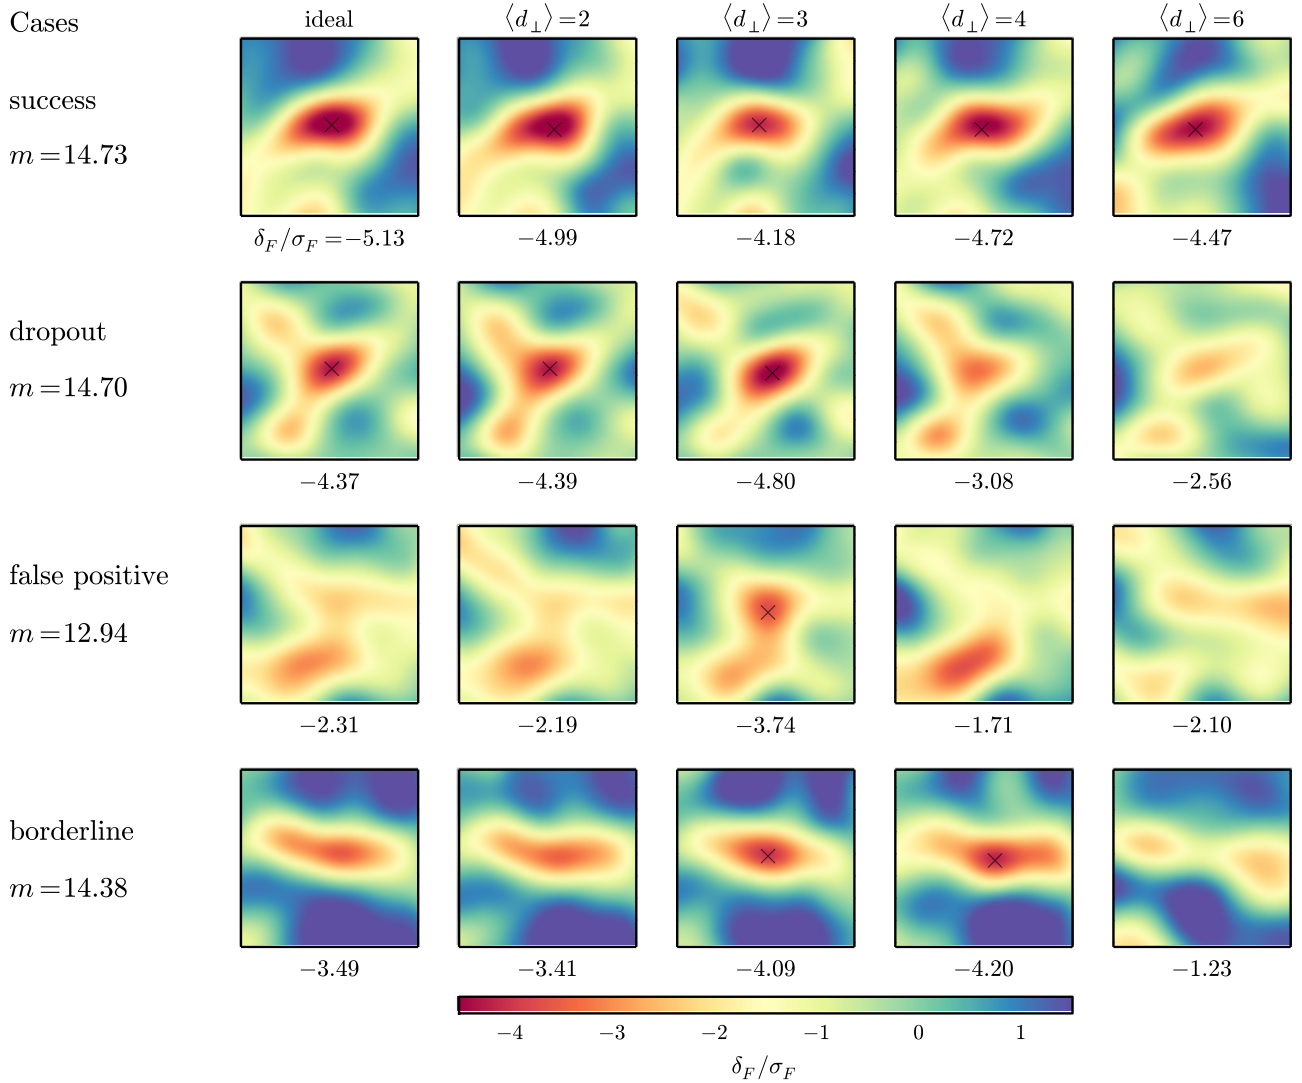 Cases ideal ⟨d⊥⟩=2 ⟨d⊥⟩=3 ⟨d⊥⟩=4 ⟨d⊥⟩=6
success
m=14.73
δF/σF=−5.13 −4.99 −4.18 −4.72 −4.47
dropout
m=14.70
−4.37 −4.39 −4.80 −3.08 −2.56
false positive
m=12.94
−2.31 −2.19 −3.74 −1.71 −2.10
borderline
m=14.38
−3.49 −3.41 −4.09 −4.20 −1.23
−4 −3 −2 −1 0 1
δF/σF